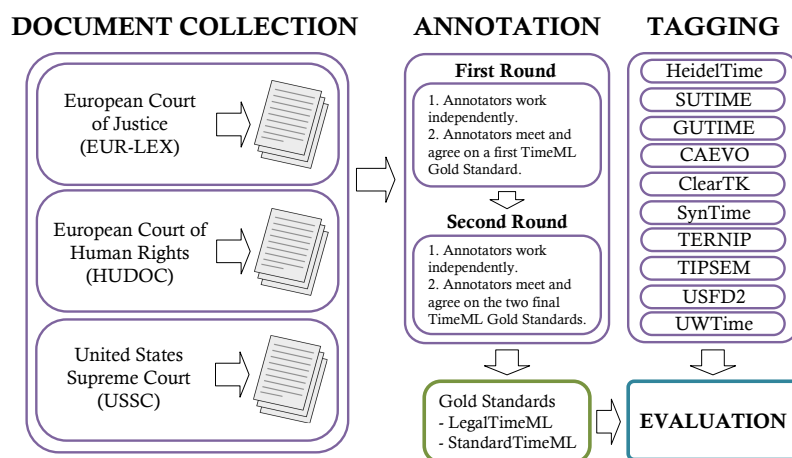 DOCUMENT COLLECTION
European Court
of Justice
(EUR-LEX)
European Court of
Human Rights
(HUDOC)
United States
Supreme Court
(USSC)
ANNOTATION
First Round
1. Annotators work
independently.
2. Annotators meet and
agree on a first TimeML
Gold Standard.
Second Round
1. Annotators work
independently.
2. Annotators meet and
agree on the two final
TimeML Gold Standards.
Gold Standards
- LegalTimeML
- StandardTimeML
TAGGING
HeidelTime
SUTIME
GUTIME
CAEVO
ClearTK
SynTime
TERNIP
TIPSEM
USFD2
UWTime
EVALUATION